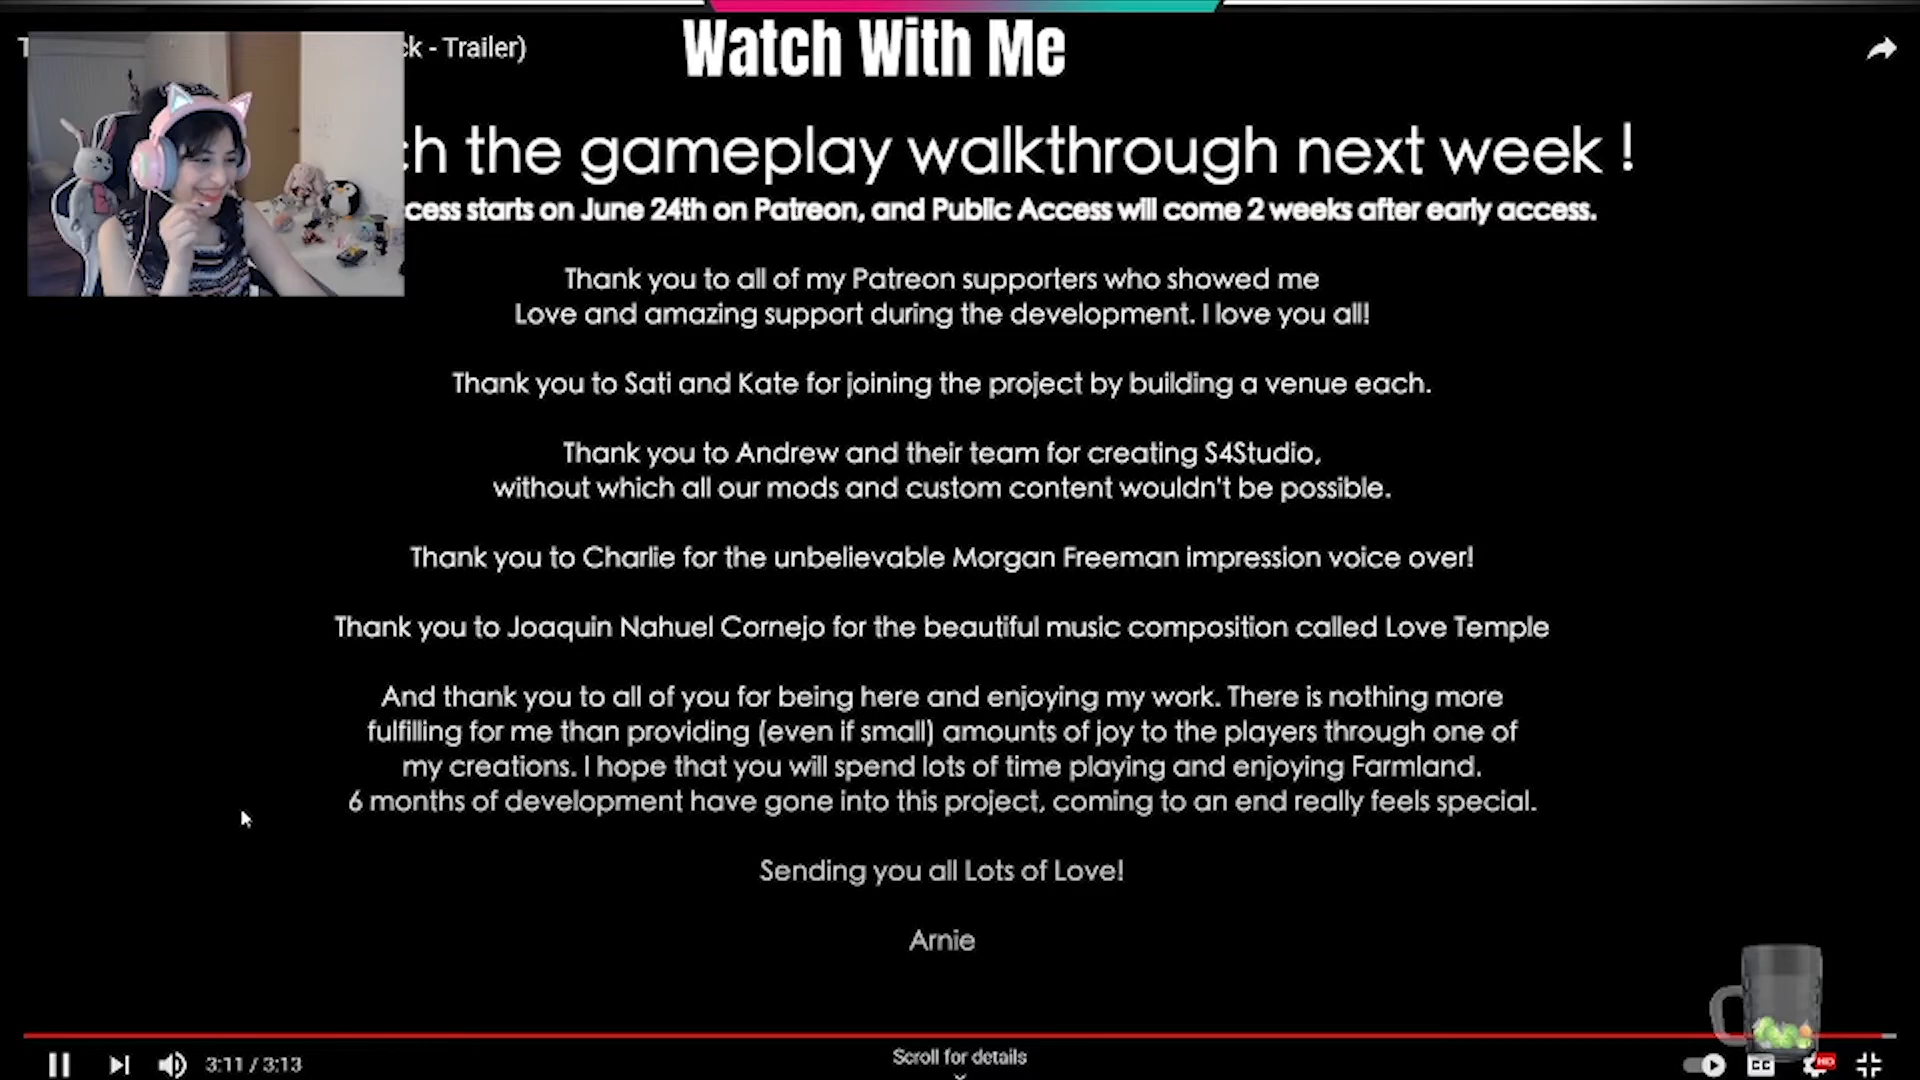 Watch With Me
ck - Trailer)
ch the gameplay walkthrough next week !
cess starts on June 24th on Patreon, and Public Access will come 2 weeks after early access.
Thank you to all of my Patreon supporters who showed me
Love and amazing support during the development. I love you all!
Thank you to Sati and Kate for joining the project by building a venue each.
Thank you to Andrew and their team for creating S4Studio,
without which all our mods and custom content wouldn't be possible.
Thank you to Charlie for the unbelievable Morgan Freeman impression voice over!
Thank you to Joaquin Nahuel Cornejo for the beautiful music composition called Love Temple
And thank you to all of you for being here and enjoying my work. There is nothing more
fulfilling for me than providing (even if small) amounts of joy to the players through one of
my creations. I hope that you will spend lots of time playing and enjoying Farmland.
6 months of development have gone into this project, coming to an end really feels special.
Sending you all Lots of Love!
Arnie
3:11 / 3:13
Scroll for details
CC
HD